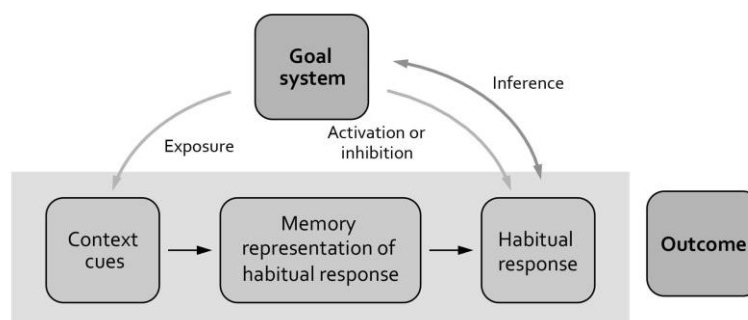 Goal
system
Inference
Activation or
inhibition
Exposure
Context
cues
Memory
representation of
habitual response
Habitual
response
Outcome